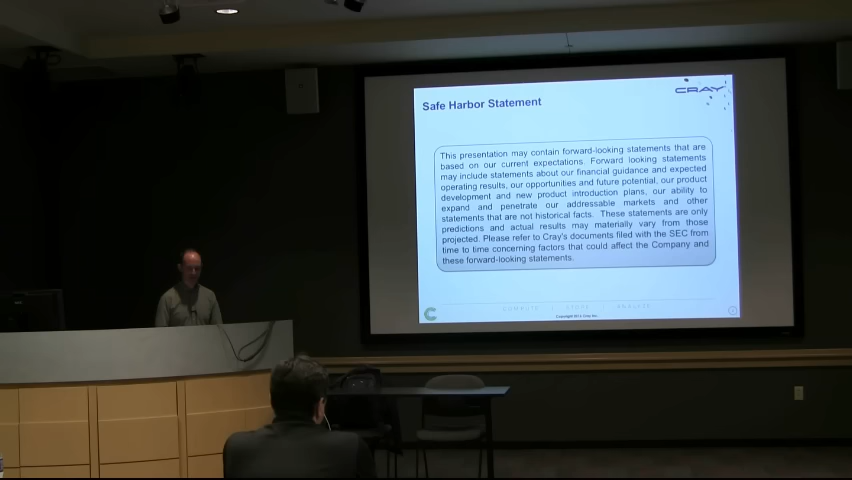 CRAY
Safe Harbor Statement
This presentation may contain forward-looking statements that are
based on our current expectations. Forward looking statements
may include statements about our financial guidance and expected
operating results, our opportunities and future potential, our product
development and new product introduction plans, our ability to
expand and penetrate our addressable markets and other
statements that are not historical facts. These statements are only
predictions and actual results may materially vary from those
projected. Please refer to Cray's documents filed with the SEC from
time to time concerning factors that could affect the Company and
these forward-looking statements.
COMPUTE | STORE | ANALYZE